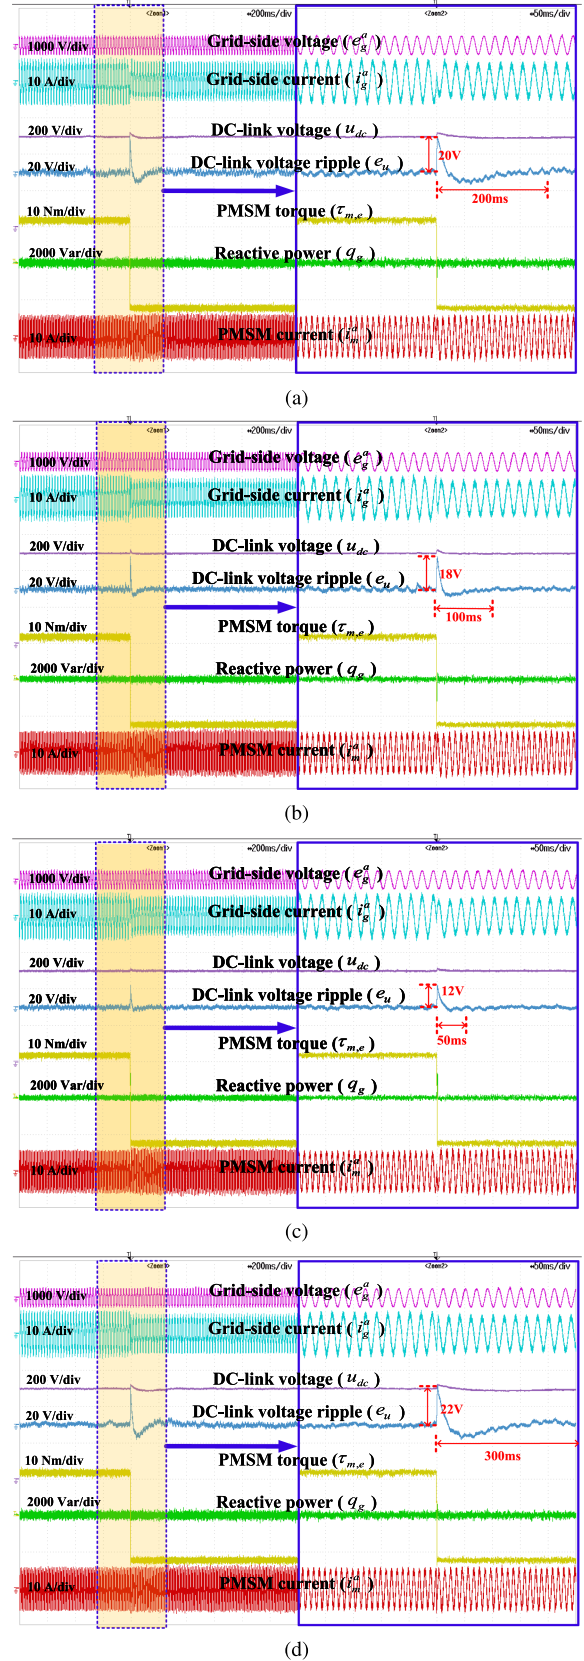 <Zoom1> ↔200ms/div <Zoom2> ↔50ms/div
1000 V/div Grid-side voltage ( e_g^a )
10 A/div Grid-side current ( i_g^a )
200 V/div DC-link voltage ( u_dc )
20 V/div DC-link voltage ripple ( e_u ) 20V
200ms
10 Nm/div PMSM torque ( τ_m,e )
2000 Var/div Reactive power ( q_g )
10 A/div PMSM current ( i_m^a )
(a)
<Zoom1> ↔200ms/div <Zoom2> ↔50ms/div
1000 V/div Grid-side voltage ( e_g^a )
10 A/div Grid-side current ( i_g^a )
200 V/div DC-link voltage ( u_dc )
20 V/div DC-link voltage ripple ( e_u ) 18V
100ms
10 Nm/div PMSM torque ( τ_m,e )
2000 Var/div Reactive power ( q_g )
10 A/div PMSM current ( i_m^a )
(b)
<Zoom1> ↔200ms/div <Zoom2> ↔50ms/div
1000 V/div Grid-side voltage ( e_g^a )
10 A/div Grid-side current ( i_g^a )
200 V/div DC-link voltage ( u_dc )
20 V/div DC-link voltage ripple ( e_u ) 12V
50ms
10 Nm/div PMSM torque ( τ_m,e )
2000 Var/div Reactive power ( q_g )
10 A/div PMSM current ( i_m^a )
(c)
<Zoom1> ↔200ms/div <Zoom2> ↔50ms/div
1000 V/div Grid-side voltage ( e_g^a )
10 A/div Grid-side current ( i_g^a )
200 V/div DC-link voltage ( u_dc )
20 V/div DC-link voltage ripple ( e_u ) 22V
300ms
10 Nm/div PMSM torque ( τ_m,e )
2000 Var/div Reactive power ( q_g )
10 A/div PMSM current ( i_m^a )
(d)